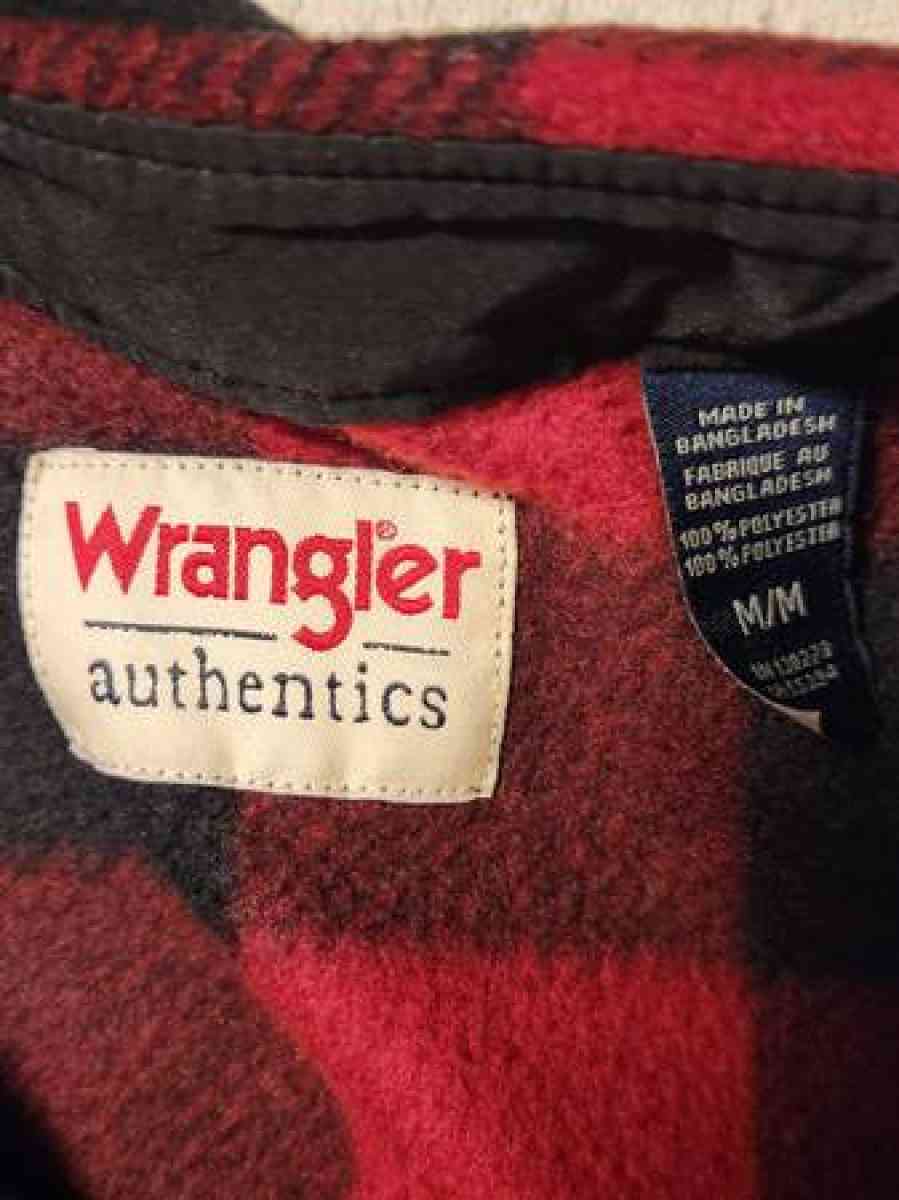 Wrangler®
authentics
MADE IN
BANGLADESH
FABRIQUE AU
BANGLADESH
100% POLYESTER
100% POLYESTER
M/M